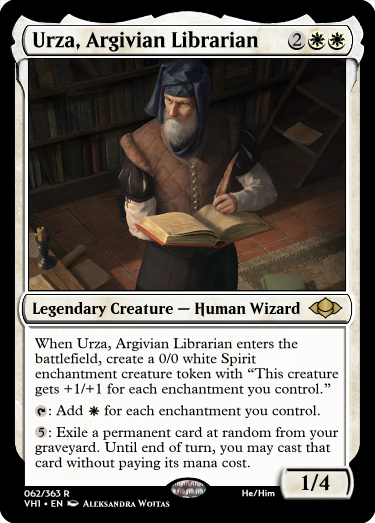 Urza, Argivian Librarian 2
Legendary Creature — Human Wizard
When Urza, Argivian Librarian enters the
battlefield, create a 0/0 white Spirit
enchantment creature token with “This creature
gets +1/+1 for each enchantment you control.”
: Add for each enchantment you control.
5: Exile a permanent card at random from your
graveyard. Until end of turn, you may cast that
card without paying its mana cost.
1/4
062/363 R He/Him
VH1 • EN Aleksandra Wojtas